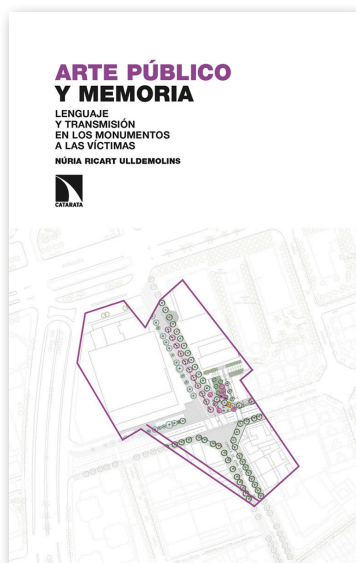 ARTE PÚBLICO
Y MEMORIA
LENGUAJE
Y TRANSMISIÓN
EN LOS MONUMENTOS
A LAS VÍCTIMAS
NÚRIA RICART ULLDEMOLINS
CATARATA